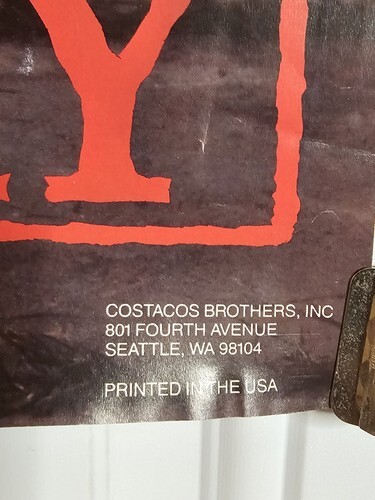 Y
COSTACOS BROTHERS, INC
801 FOURTH AVENUE
SEATTLE, WA 98104
PRINTED IN THE USA